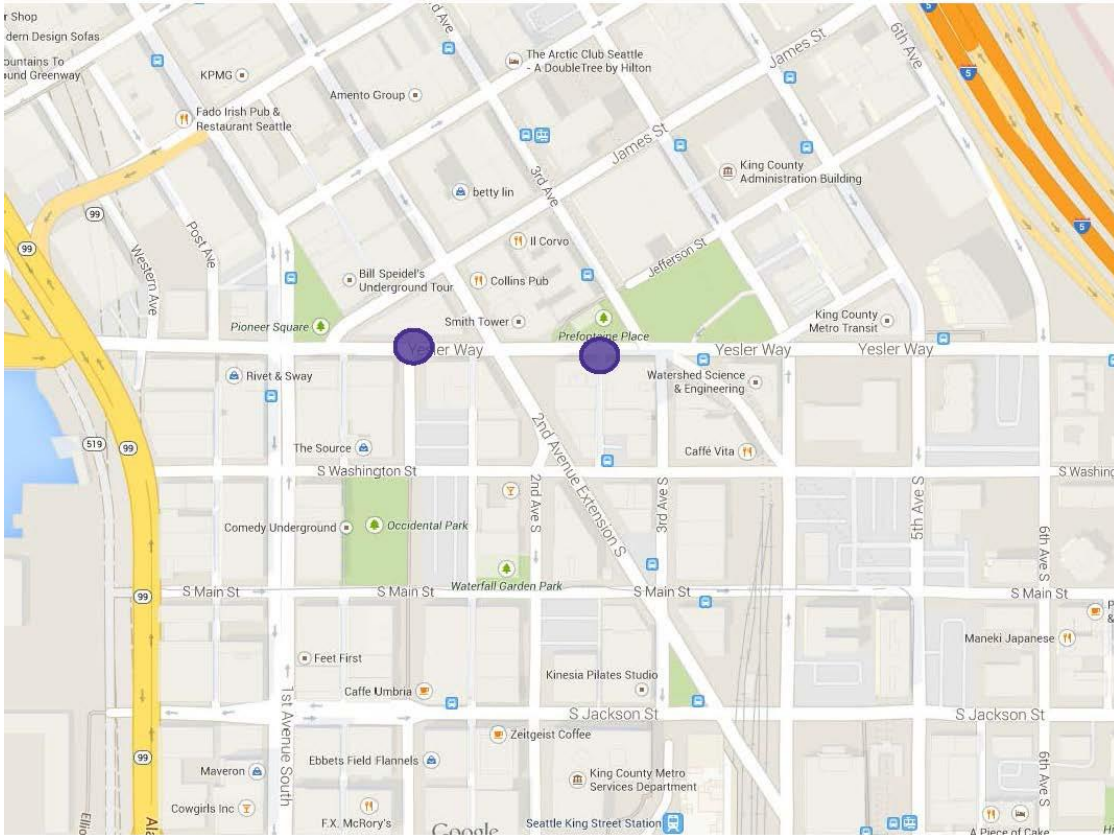 r Shop
dern Design Sofas
ountains To
ound Greenway
KPMG
Fado Irish Pub &
Restaurant Seattle
Amento Group
rd Ave
The Arctic Club Seattle
- A DoubleTree by Hilton
James St
6th Ave
5
5
5
James St
3rd Ave
King County
Administration Building
betty lin
99
99
Western Ave
Post Ave
Il Corvo
Jefferson St
Bill Speidel's
Underground Tour
Collins Pub
Pioneer Square
Smith Tower
Prefontaine Place
King County
Metro Transit
Yesler Way
Yesler Way
Yesler Way
Rivet & Sway
Watershed Science
& Engineering
519
99
The Source
2nd Avenue Extension S
Caffé Vita
S Washington St
S Washing
2nd Ave S
3rd Ave S
5th Ave S
6th Ave S
Comedy Underground
Occidental Park
Waterfall Garden Park
S Main St
S Main St
S Main St
S Main St
99
P
&
Maneki Japanese
Feet First
Kinesia Pilates Studio
Caffe Umbria
1st Avenue South
S Jackson St
S Jackson St
99
Zeitgeist Coffee
Maveron
Ebbets Field Flannels
King County Metro
Services Department
6th Ave S
Cowgirls Inc
F.X. McRory's
Google
Seattle King Street Station
A Piece of Cake
Elli
Ala